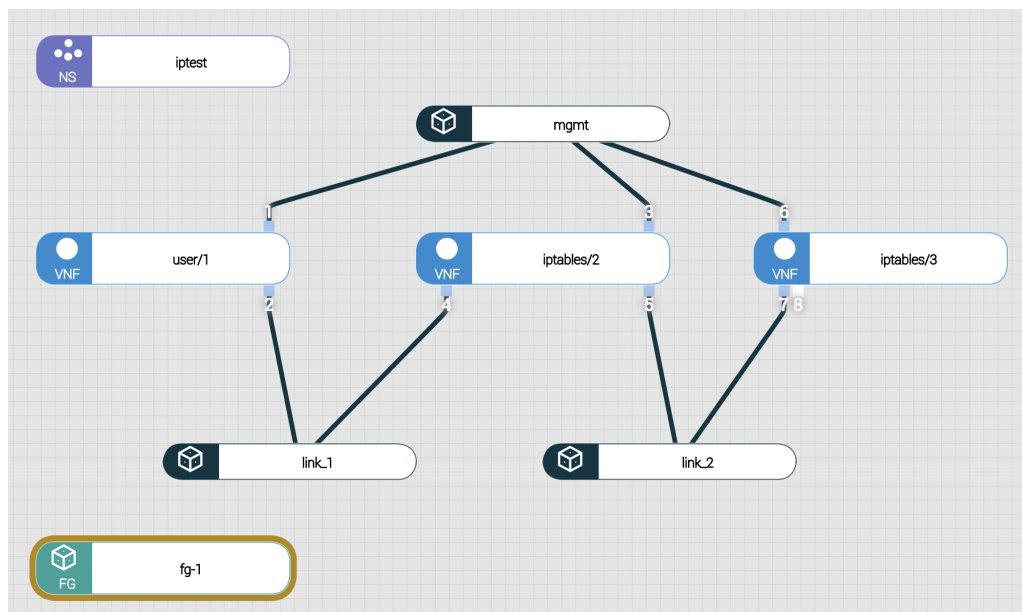 iptest
NS
mgmt
1
3
6
user/1
VNF
iptables/2
VNF
iptables/3
VNF
2
4
5
7 8
link_1
link_2
fg-1
FG